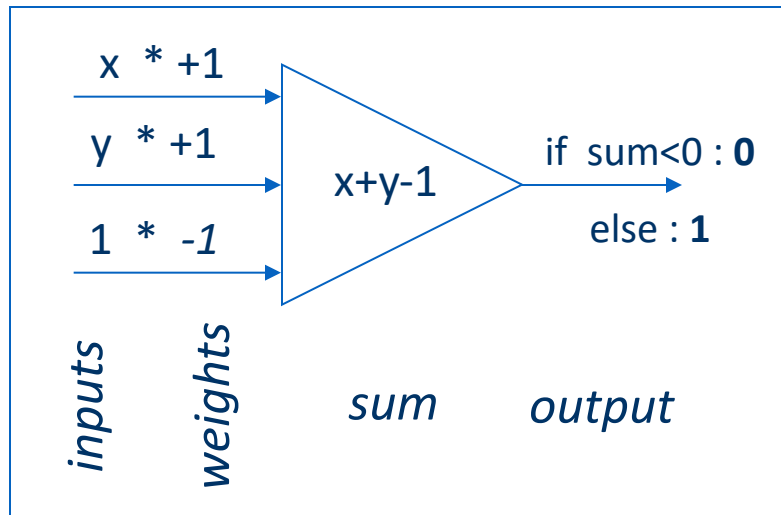 x * +1
y * +1
1 * -1
x+y-1
if sum<0 : 0
else : 1
inputs
weights
sum
output